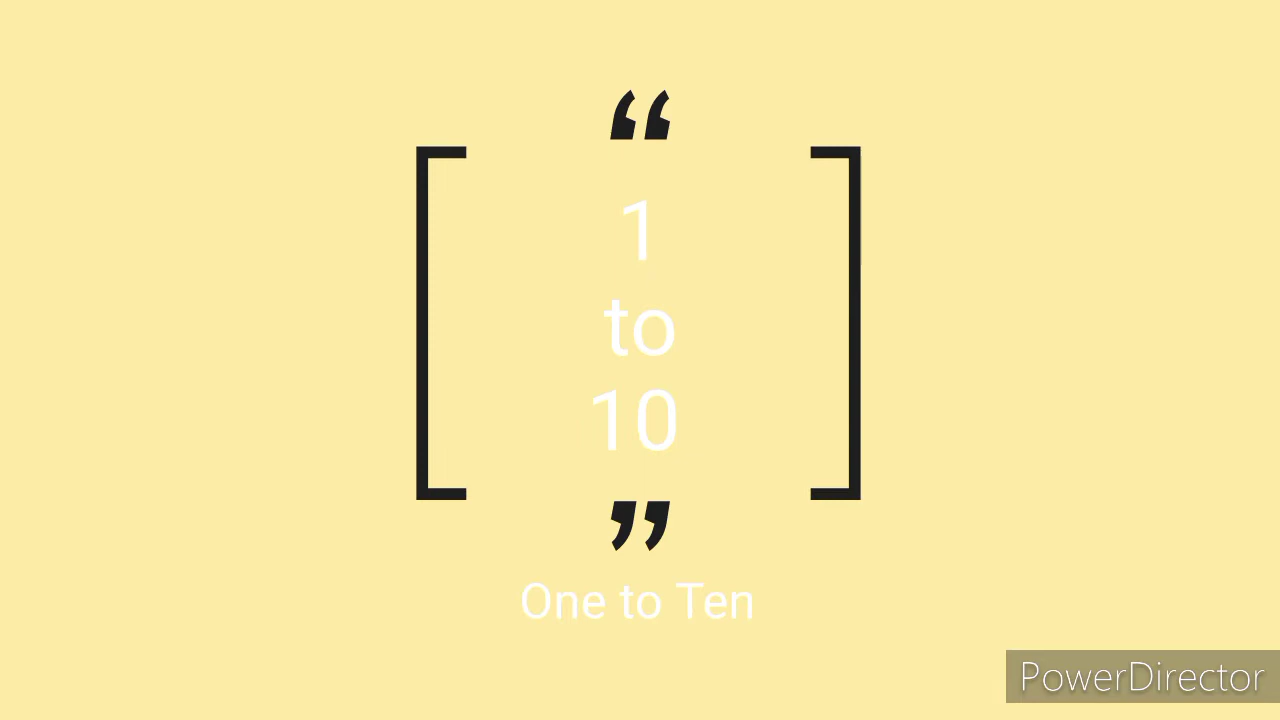 “
1
to
10
”
One to Ten
PowerDirector